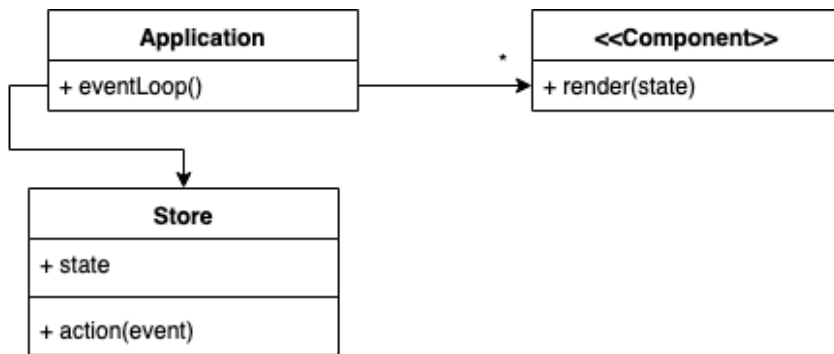 Application
+ eventLoop()
*
<<Component>>
+ render(state)
Store
+ state
+ action(event)